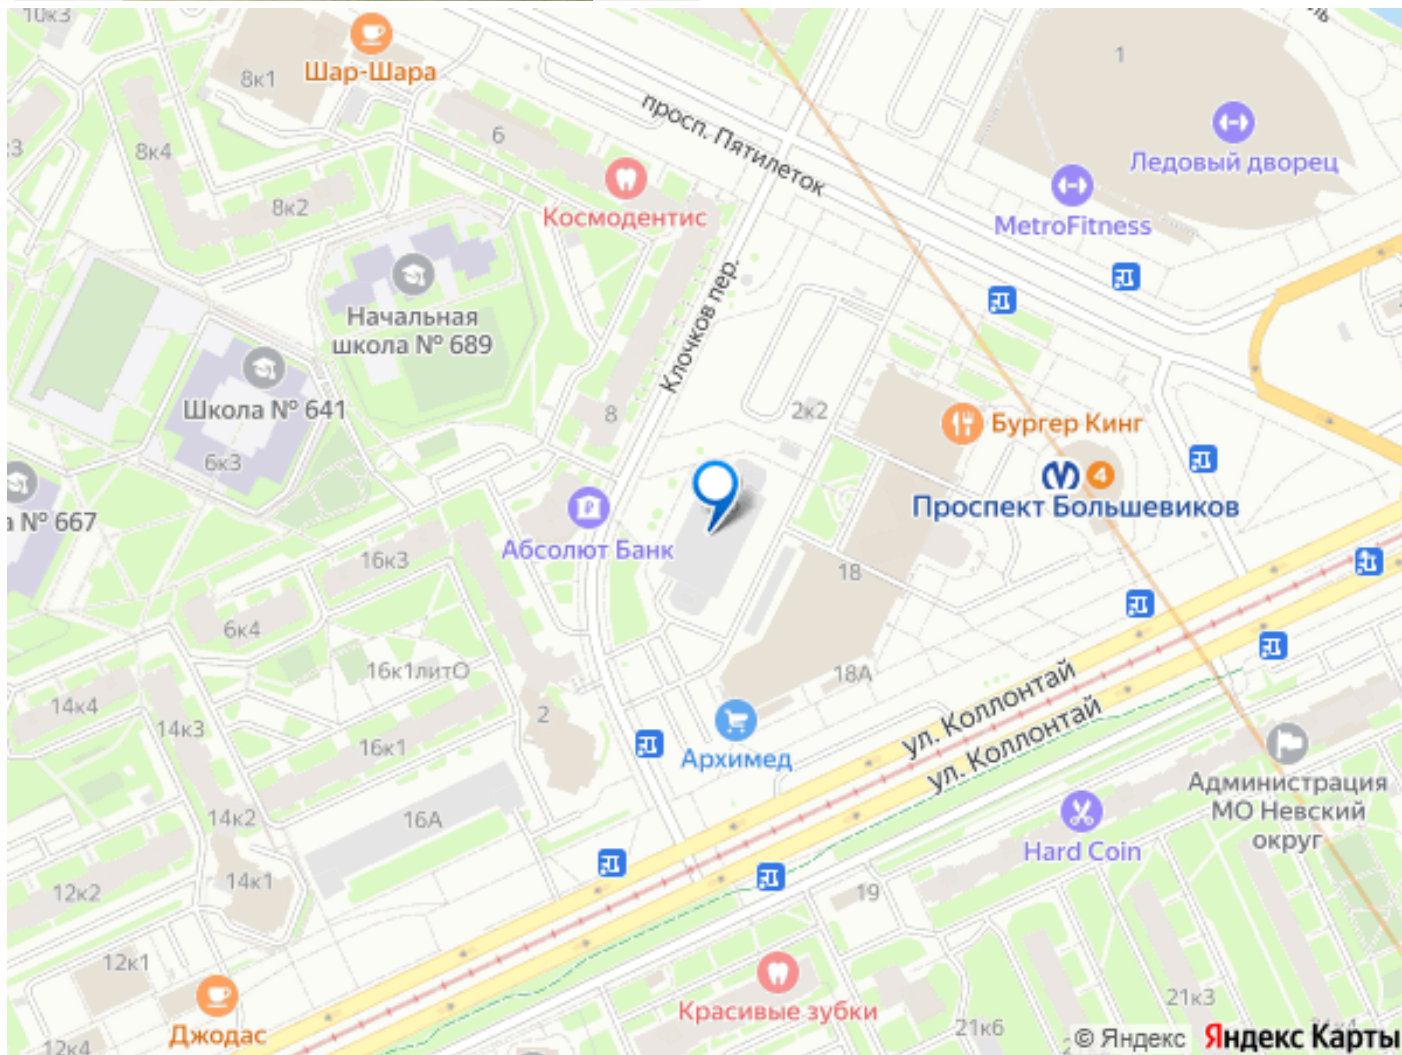 10к3
Шар-Шара
8к1
1
просп. Пятилеток
6
8к4
Ледовый дворец
MetroFitness
Космодентис
8к2
Клочков пер.
Начальная
школа № 689
Школа № 641
8
2к2
Бургер Кинг
6к3
4
Проспект Большевиков
№ 667
Абсолют Банк
16к3
18
6к4
16к1литО
18А
ул. Коллонтай
ул. Коллонтай
14к4
14к3
2
16к1
Архимед
Администрация
МО Невский
округ
14к2
16А
Hard Coin
14к1
12к2
19
12к1
Красивые зубки
21к3
Джодас
21к6
12к4
© Яндекс
Яндекс Карты